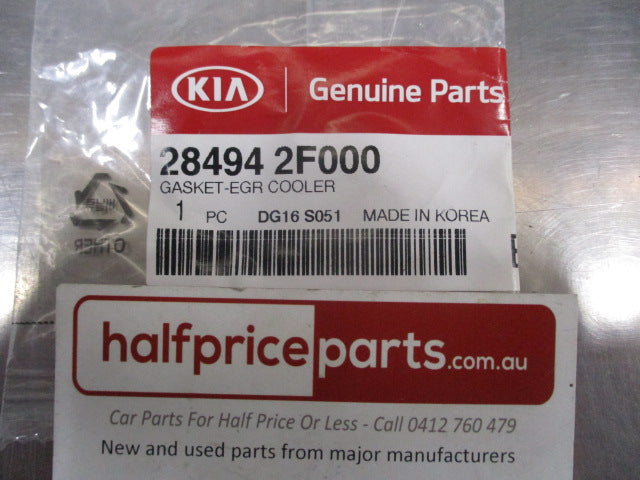 KIA Genuine Parts
28494 2F000
GASKET-EGR COOLER
1 PC DG16 S051 MADE IN KOREA
OTHER
halfpriceparts.com.au
Car Parts For Half Price Or Less - Call 0412 760 479
New and used parts from major manufacturers